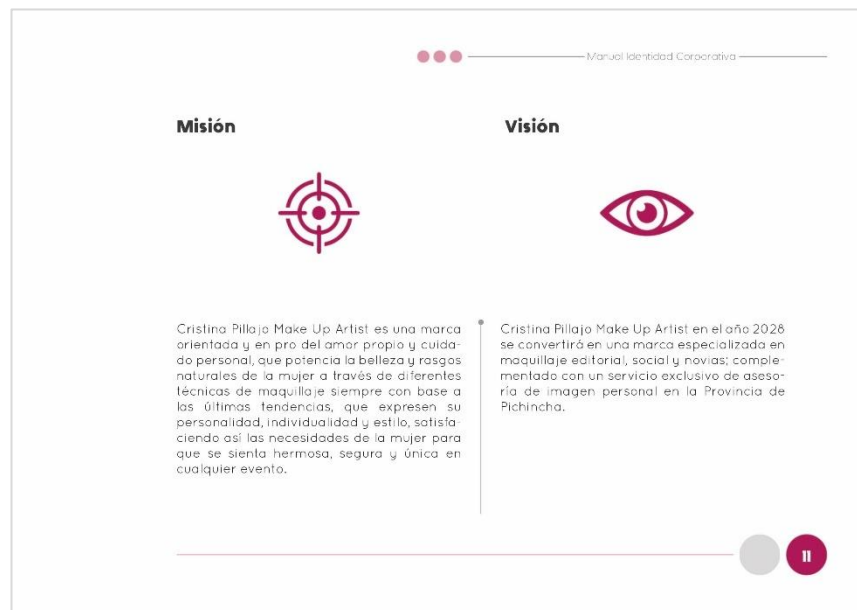 Manual Identidad Corporativa
Misión
Cristina Pillajo Make Up Artist es una marca
orientada y en pro del amor propio y cuida-
do personal, que potencia la belleza y rasgos
naturales de la mujer a través de diferentes
técnicas de maquillaje siempre con base a
las últimas tendencias, que expresen su
personalidad, individualidad y estilo, satisfa-
ciendo así las necesidades de la mujer para
que se sienta hermosa, segura y única en
cualquier evento.
Visión
Cristina Pillajo Make Up Artist en el año 2028
se convertirá en una marca especializada en
maquillaje editorial, social y novias; comple-
mentado con un servicio exclusivo de aseso-
ría de imagen personal en la Provincia de
Pichincha.
11